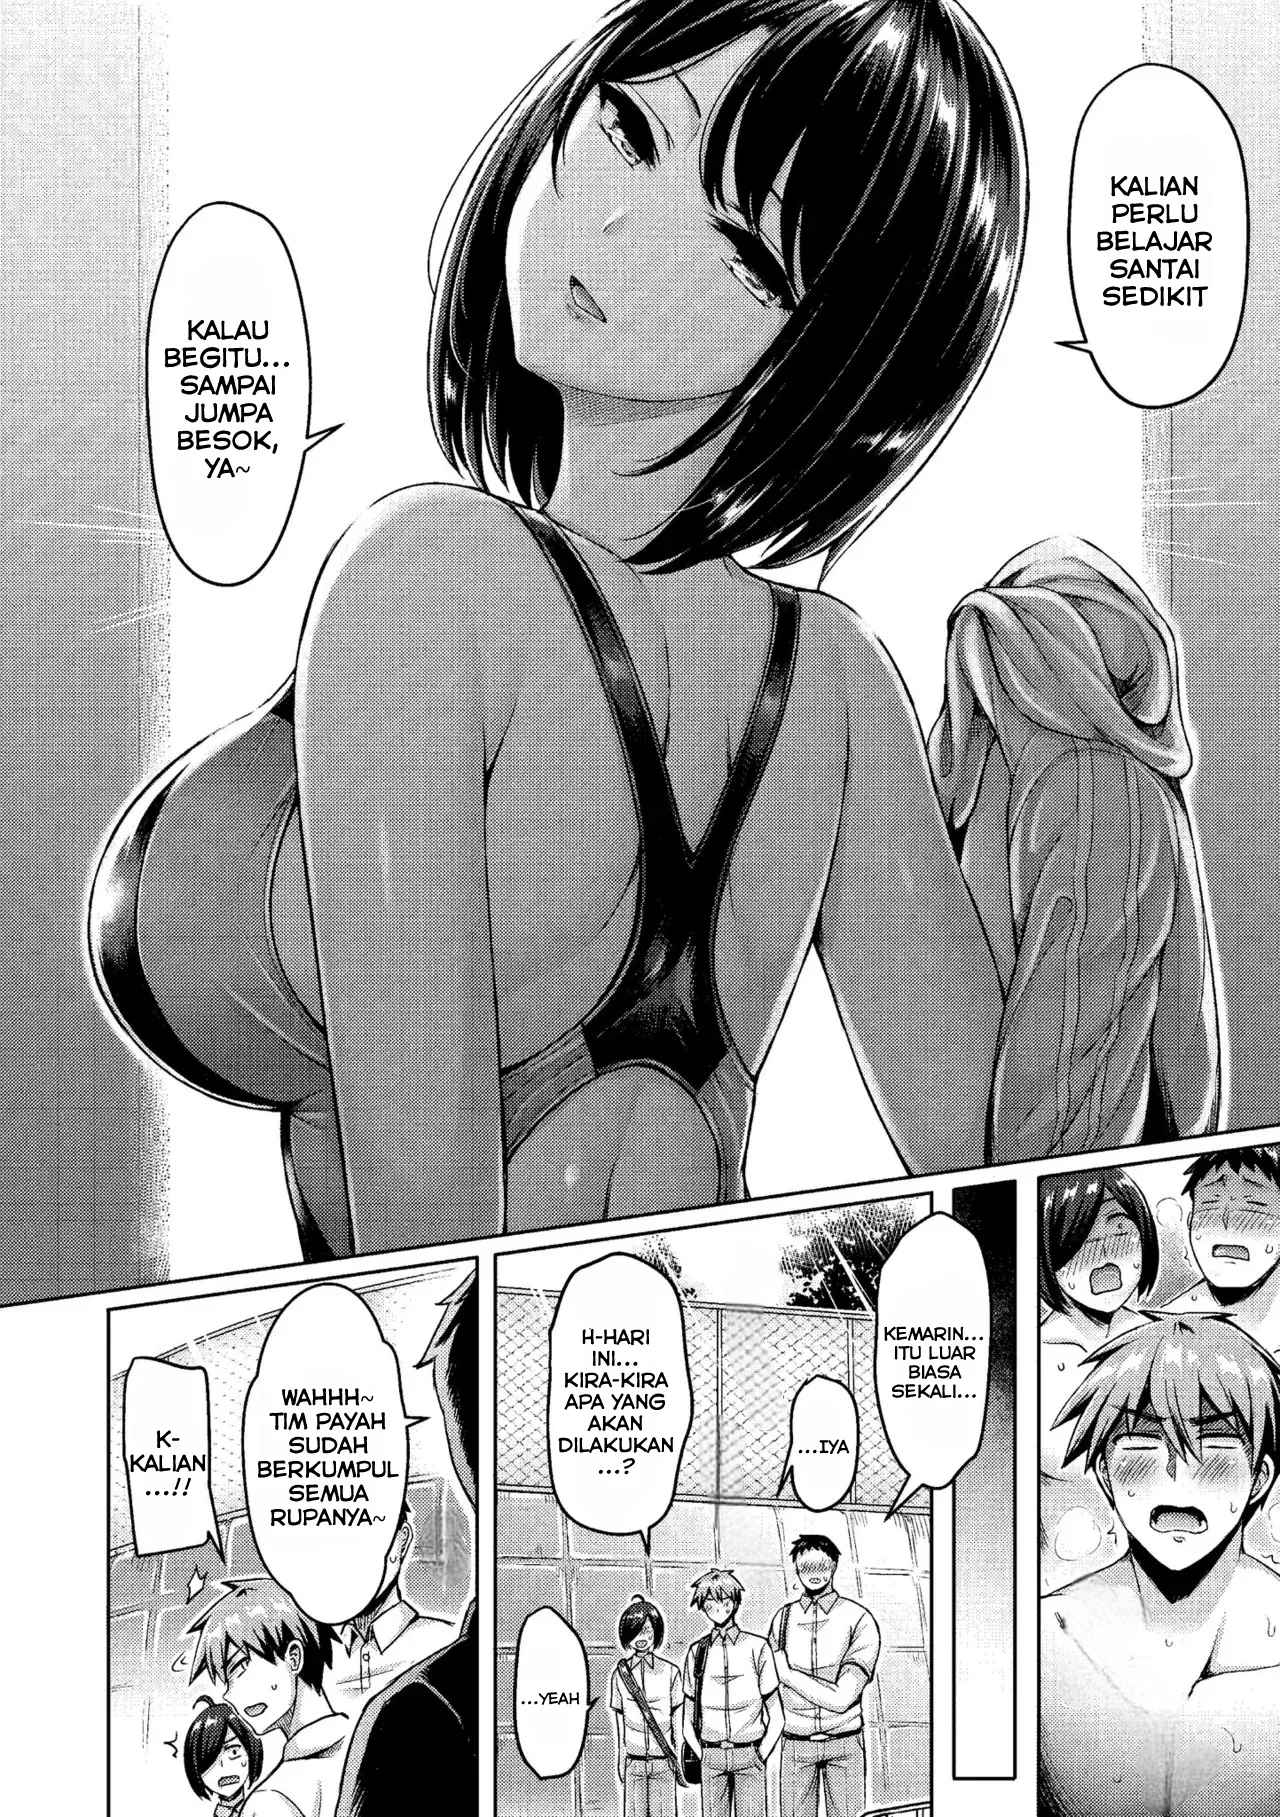 KALIAN
PERLU
BELAJAR
SANTAI
SEDIKIT
KALAU
BEGITU...
SAMPAI
JUMPA
BESOK,
YA~
KEMARIN...
ITU LUAR
BIASA
SEKALI...
...IYA
H-HARI
INI...
KIRA-KIRA
APA YANG
AKAN
DILAKUKAN
...?
...YEAH
WAHHH~
TIM PAYAH
SUDAH
BERKUMPUL
SEMUA
RUPANYA~
K-
KALIAN
...!!